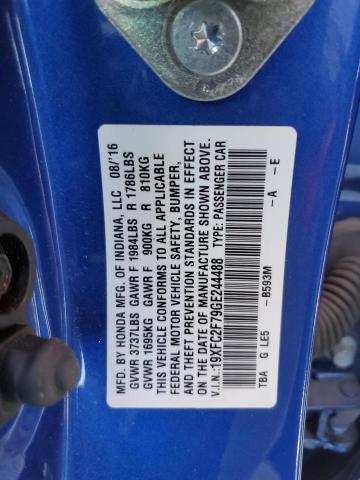 MFD. BY HONDA MFG. OF INDIANA, LLC 08/'16
GVWR 3737LBS GAWR F 1984LBS R 1786LBS
GVWR 1695KG GAWR F 900KG R 810KG
THIS VEHICLE CONFORMS TO ALL APPLICABLE
FEDERAL MOTOR VEHICLE SAFETY, BUMPER,
AND THEFT PREVENTION STANDARDS IN EFFECT
ON THE DATE OF MANUFACTURE SHOWN ABOVE.
V.I.N.:19XFC2F79GE244488 TYPE: PASSENGER CAR
-B593M -A -E
TBA G LE5